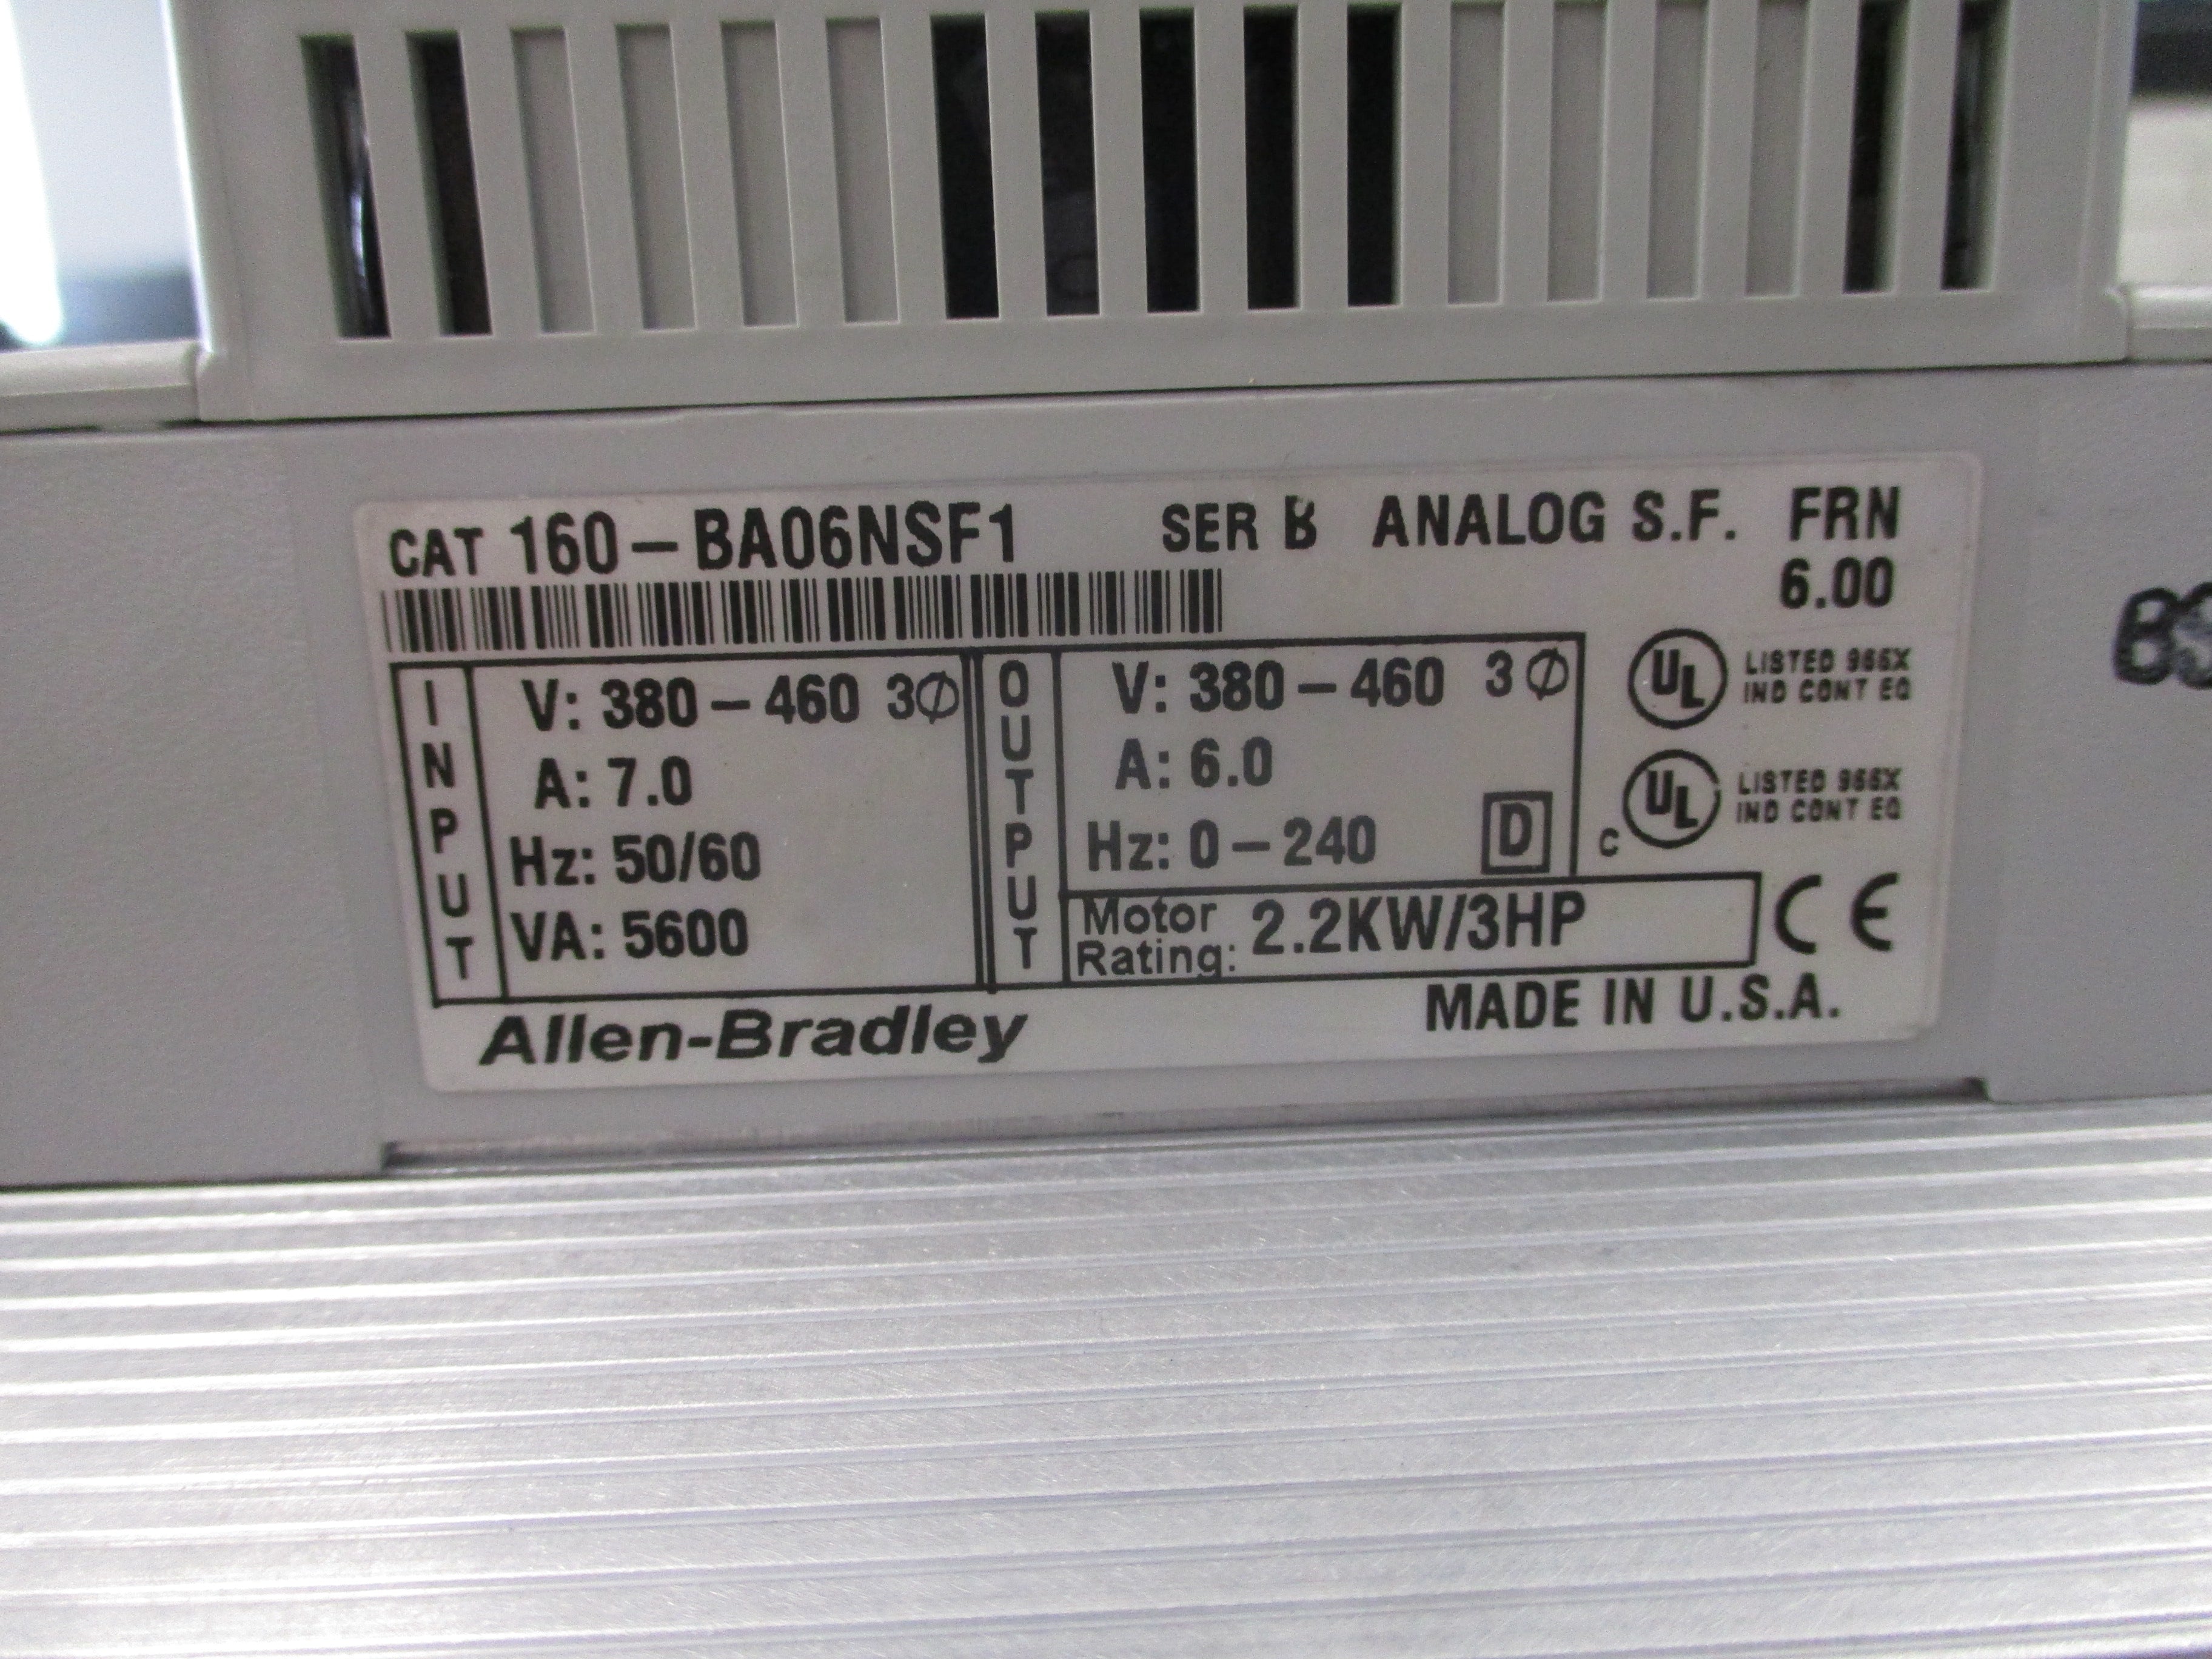 CAT 160-BA06NSF1 SER B ANALOG S.F. FRN
6.00
INPUT
V: 380-460 3Ø
A: 7.0
Hz: 50/60
VA: 5600
OUTPUT
V: 380-460 3Ø
A: 6.0
Hz: 0-240 D
Motor
Rating: 2.2KW/3HP
UL LISTED 966X
IND CONT EQ
C UL LISTED 966X
IND CONT EQ
CE
Allen-Bradley
MADE IN U.S.A.